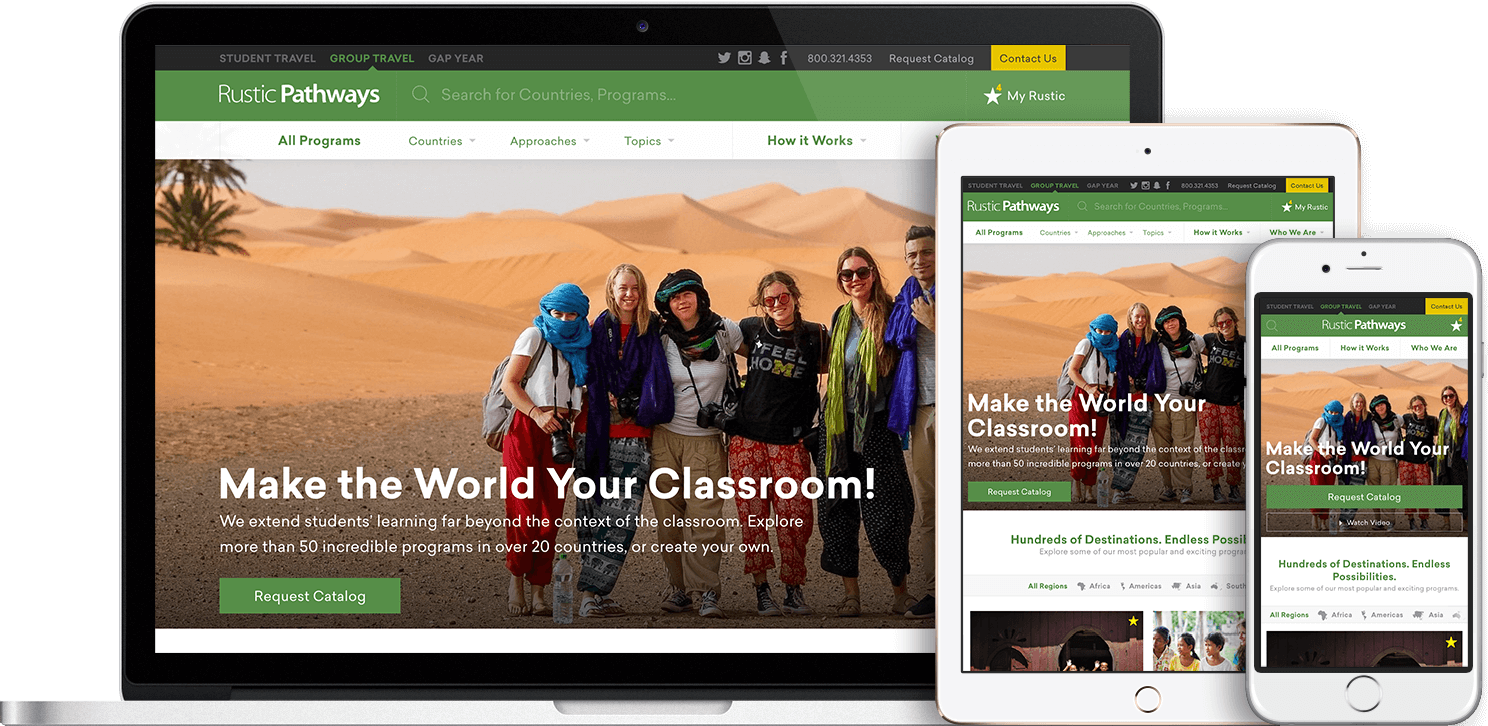 STUDENT TRAVEL GROUP TRAVEL GAP YEAR 800.321.4353 Request Catalog Contact Us
Rustic Pathways Search for Countries, Programs... 4 My Rustic
All Programs Countries Approaches Topics How it Works
I FEEL
HOME
Make the World Your Classroom!
We extend students' learning far beyond the context of the classroom. Explore
more than 50 incredible programs in over 20 countries, or create your own.
Request Catalog
STUDENT TRAVEL GROUP TRAVEL GAP YEAR 800.321.4353 Request Catalog Contact Us
Rustic Pathways Search for Countries, Programs... My Rustic
All Programs Countries Approaches Topics How it Works Who We Are
Make the World Your
Classroom!
We extend students' learning far beyond the context of the
more than 50 incredible programs in over 20 countries, or create
Request Catalog
Hundreds of Destinations. Endless
Explore some of our most popular and exciting
All Regions Africa Americas Asia South
STUDENT TRAVEL GROUP TRAVEL GAP YEAR Contact Us
Rustic Pathways
All Programs How it Works Who We Are
Make the World Your
Classroom!
Request Catalog
Watch Video
Hundreds of Destinations. Endless
Possibilities.
Explore some of our most popular and exciting programs.
All Regions Africa Americas Asia